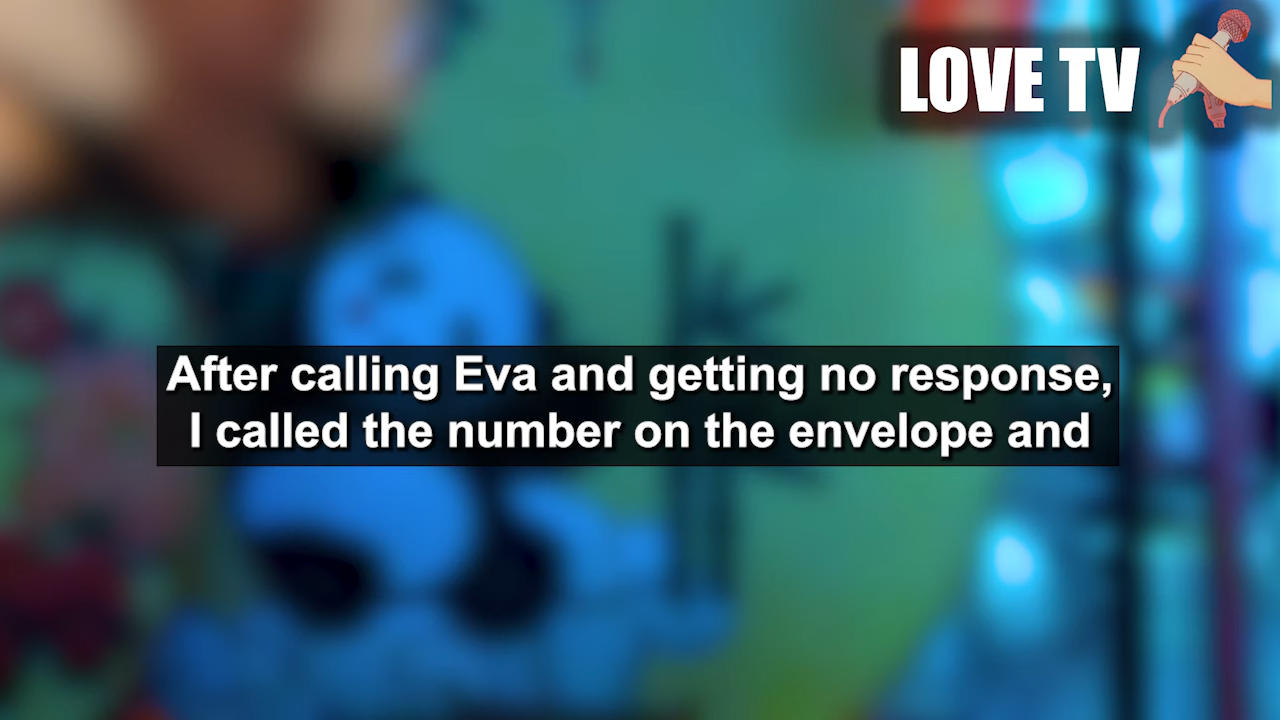 LOVE TV
After calling Eva and getting no response,
I called the number on the envelope and